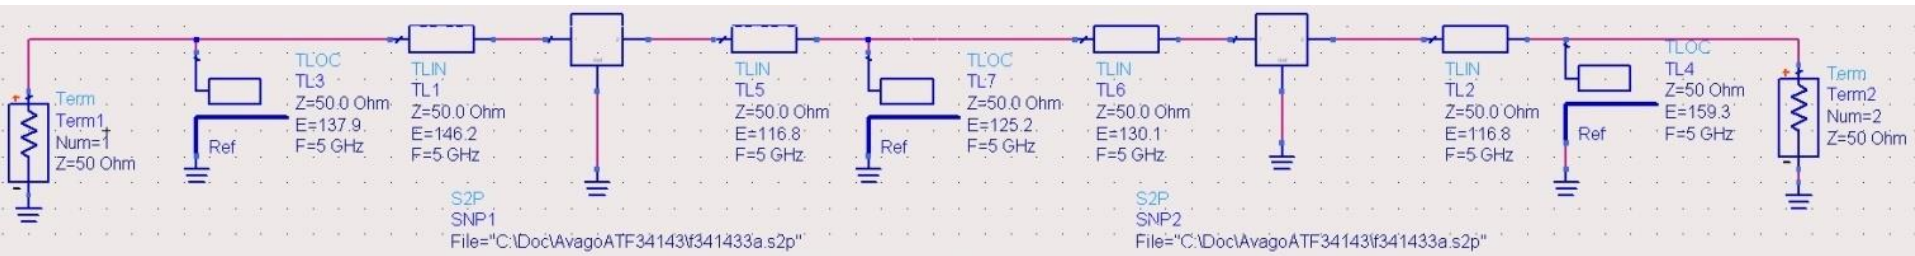 Term
Term1
Num=1
Z=50 Ohm
TLOC
TL3
Z=50.0 Ohm
E=137.9
F=5 GHz
Ref
TLIN
TL1
Z=50.0 Ohm
E=146.2
F=5 GHz
S2P
SNP1
File="C:\Doc\AvagoATF34143\f341433a.s2p"
TLIN
TL5
Z=50.0 Ohm
E=116.8
F=5 GHz
TLOC
TL7
Z=50.0 Ohm
E=125.2
F=5 GHz
Ref
TLIN
TL6
Z=50.0 Ohm
E=130.1
F=5 GHz
S2P
SNP2
File="C:\Doc\AvagoATF34143\f341433a.s2p"
TLIN
TL2
Z=50.0 Ohm
E=116.8
F=5 GHz
TLOC
TL4
Z=50 Ohm
E=159.3
F=5 GHz
Ref
Term
Term2
Num=2
Z=50 Ohm